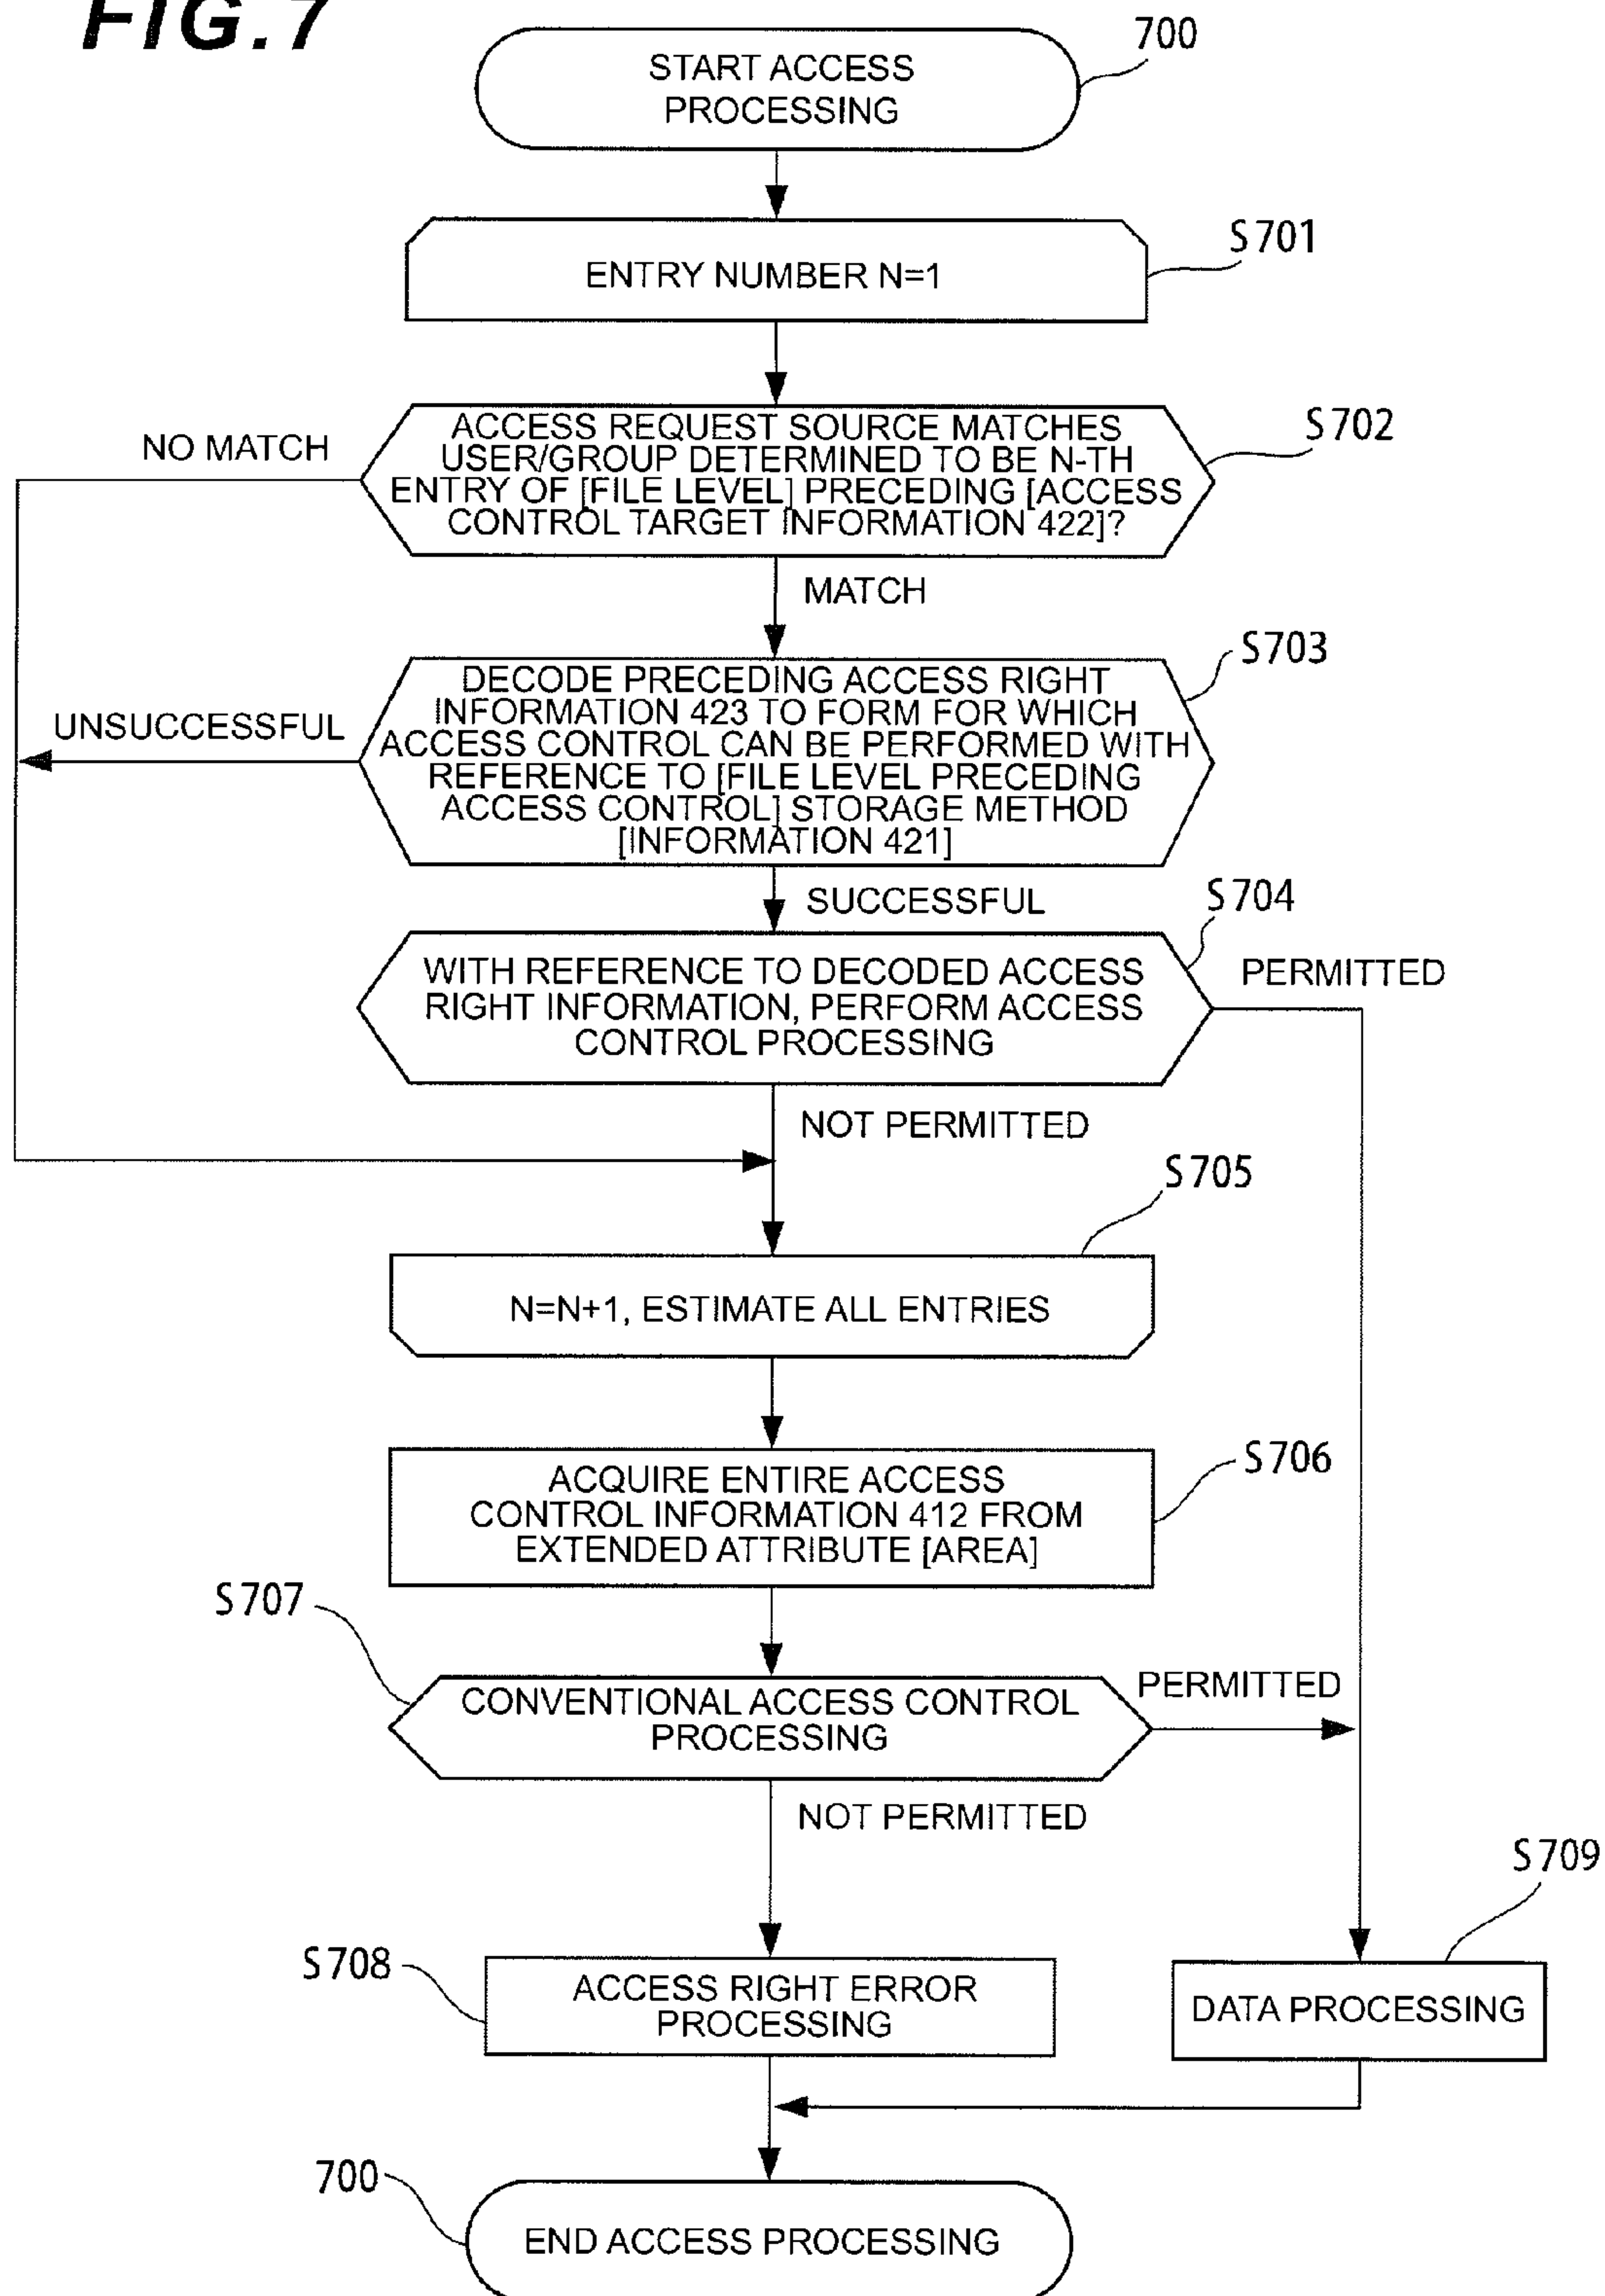 FIG.7
700
START ACCESS
PROCESSING
S701
ENTRY NUMBER N=1
S702
NO MATCH
ACCESS REQUEST SOURCE MATCHES
USER/GROUP DETERMINED TO BE N-TH
ENTRY OF [FILE LEVEL] PRECEDING [ACCESS
CONTROL TARGET INFORMATION 422]?
MATCH
S703
UNSUCCESSFUL
DECODE PRECEDING ACCESS RIGHT
INFORMATION 423 TO FORM FOR WHICH
ACCESS CONTROL CAN BE PERFORMED WITH
REFERENCE TO [FILE LEVEL PRECEDING
ACCESS CONTROL] STORAGE METHOD
[INFORMATION 421]
SUCCESSFUL
S704
WITH REFERENCE TO DECODED ACCESS
RIGHT INFORMATION, PERFORM ACCESS
CONTROL PROCESSING
PERMITTED
NOT PERMITTED
S705
N=N+1, ESTIMATE ALL ENTRIES
S706
ACQUIRE ENTIRE ACCESS
CONTROL INFORMATION 412 FROM
EXTENDED ATTRIBUTE [AREA]
S707
CONVENTIONAL ACCESS CONTROL
PROCESSING
PERMITTED
NOT PERMITTED
S709
S708
ACCESS RIGHT ERROR
PROCESSING
DATA PROCESSING
700
END ACCESS PROCESSING